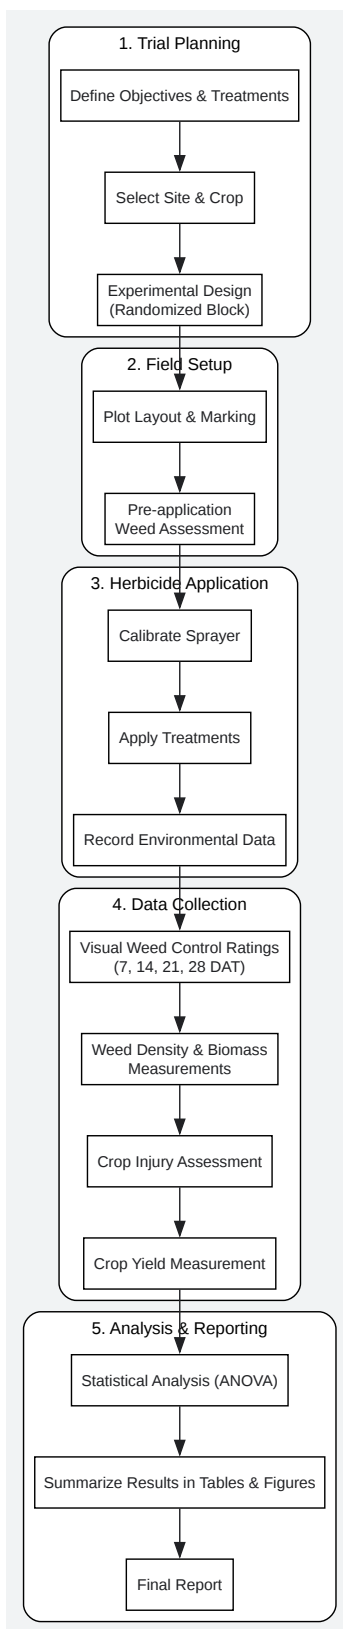 1. Trial Planning
Define Objectives & Treatments
Select Site & Crop
Experimental Design
(Randomized Block)
2. Field Setup
Plot Layout & Marking
Pre-application
Weed Assessment
3. Herbicide Application
Calibrate Sprayer
Apply Treatments
Record Environmental Data
4. Data Collection
Visual Weed Control Ratings
(7, 14, 21, 28 DAT)
Weed Density & Biomass
Measurements
Crop Injury Assessment
Crop Yield Measurement
5. Analysis & Reporting
Statistical Analysis (ANOVA)
Summarize Results in Tables & Figures
Final Report